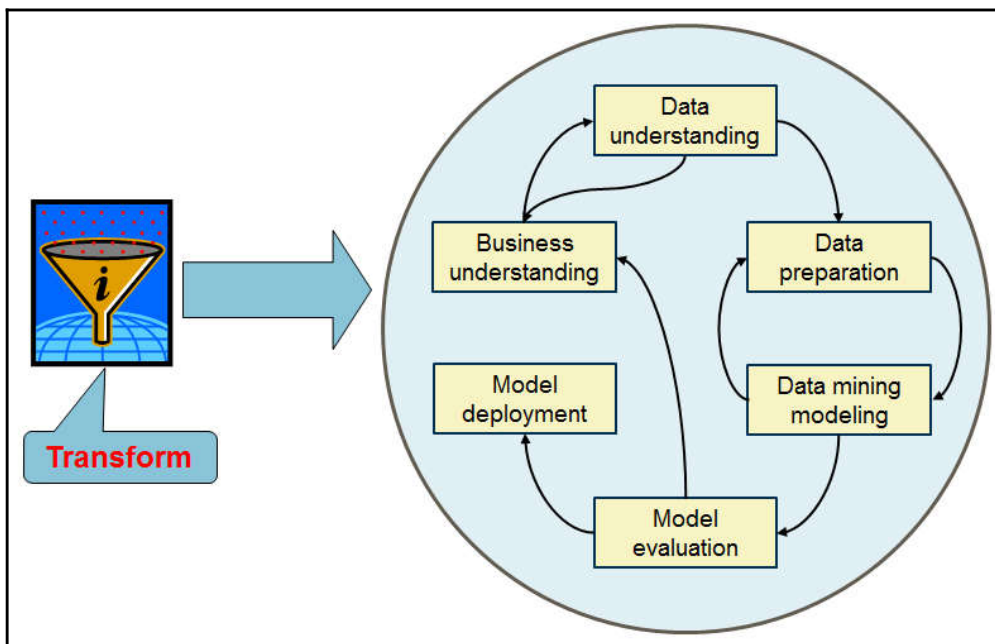 Data
understanding
Business
understanding
Data
preparation
i
Model
deployment
Data mining
modeling
Transform
Model
evaluation